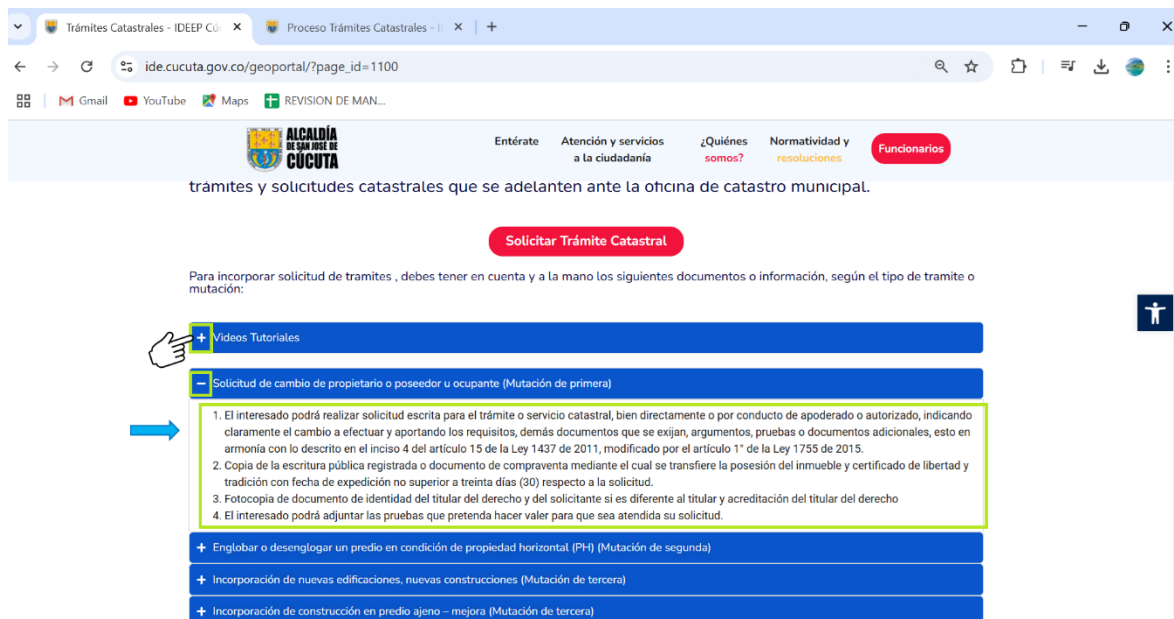 Trámites Catastrales - IDEEP Cú
Proceso Trámites Catastrales - I
ide.cucuta.gov.co/geoportal/?page_id=1100
Gmail
YouTube
Maps
REVISION DE MAN...
ALCALDÍA
DE SAN JOSÉ DE
CÚCUTA
Entérate
Atención y servicios
a la ciudadanía
¿Quiénes
somos?
Normatividad y
resoluciones
Funcionarios
trámites y solicitudes catastrales que se adelanten ante la oficina de catastro municipal.
Solicitar Trámite Catastral
Para incorporar solicitud de tramites , debes tener en cuenta y a la mano los siguientes documentos o información, según el tipo de tramite o
mutación:
+ Videos Tutoriales
– Solicitud de cambio de propietario o poseedor u ocupante (Mutación de primera)
1. El interesado podrá realizar solicitud escrita para el trámite o servicio catastral, bien directamente o por conducto de apoderado o autorizado, indicando
claramente el cambio a efectuar y aportando los requisitos, demás documentos que se exijan, argumentos, pruebas o documentos adicionales, esto en
armonía con lo descrito en el inciso 4 del artículo 15 de la Ley 1437 de 2011, modificado por el artículo 1° de la Ley 1755 de 2015.
2. Copia de la escritura pública registrada o documento de compraventa mediante el cual se transfiere la posesión del inmueble y certificado de libertad y
tradición con fecha de expedición no superior a treinta días (30) respecto a la solicitud.
3. Fotocopia de documento de identidad del titular del derecho y del solicitante si es diferente al titular y acreditación del titular del derecho
4. El interesado podrá adjuntar las pruebas que pretenda hacer valer para que sea atendida su solicitud.
+ Englobar o desenglogar un predio en condición de propiedad horizontal (PH) (Mutación de segunda)
+ Incorporación de nuevas edificaciones, nuevas construcciones (Mutación de tercera)
+ Incorporación de construcción en predio ajeno – mejora (Mutación de tercera)